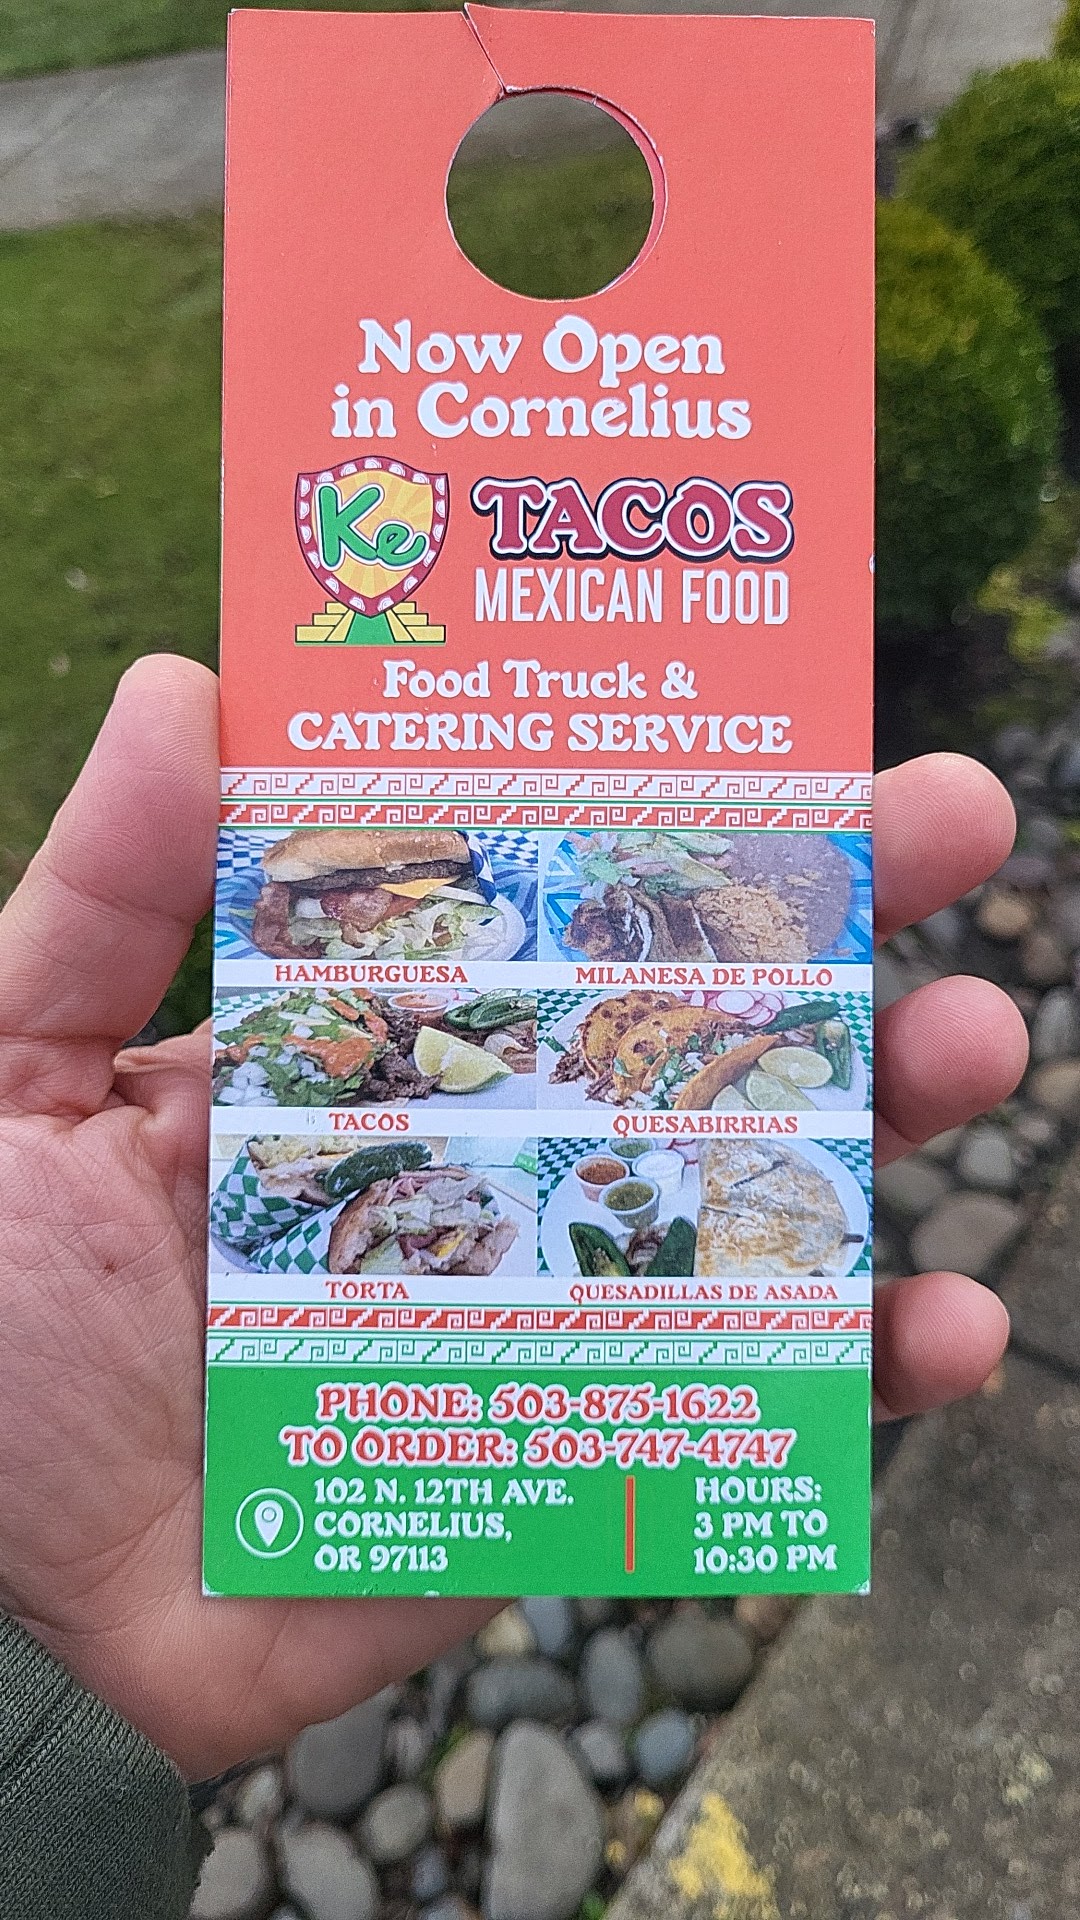 Now Open
in Cornelius
Ke TACOS
MEXICAN FOOD
Food Truck &
CATERING SERVICE
HAMBURGUESA
MILANESA DE POLLO
TACOS
QUESABIRRIAS
TORTA
QUESADILLAS DE ASADA
PHONE: 503-875-1622
TO ORDER: 503-747-4747
102 N. 12TH AVE.
CORNELIUS,
OR 97113
HOURS:
3 PM TO
10:30 PM